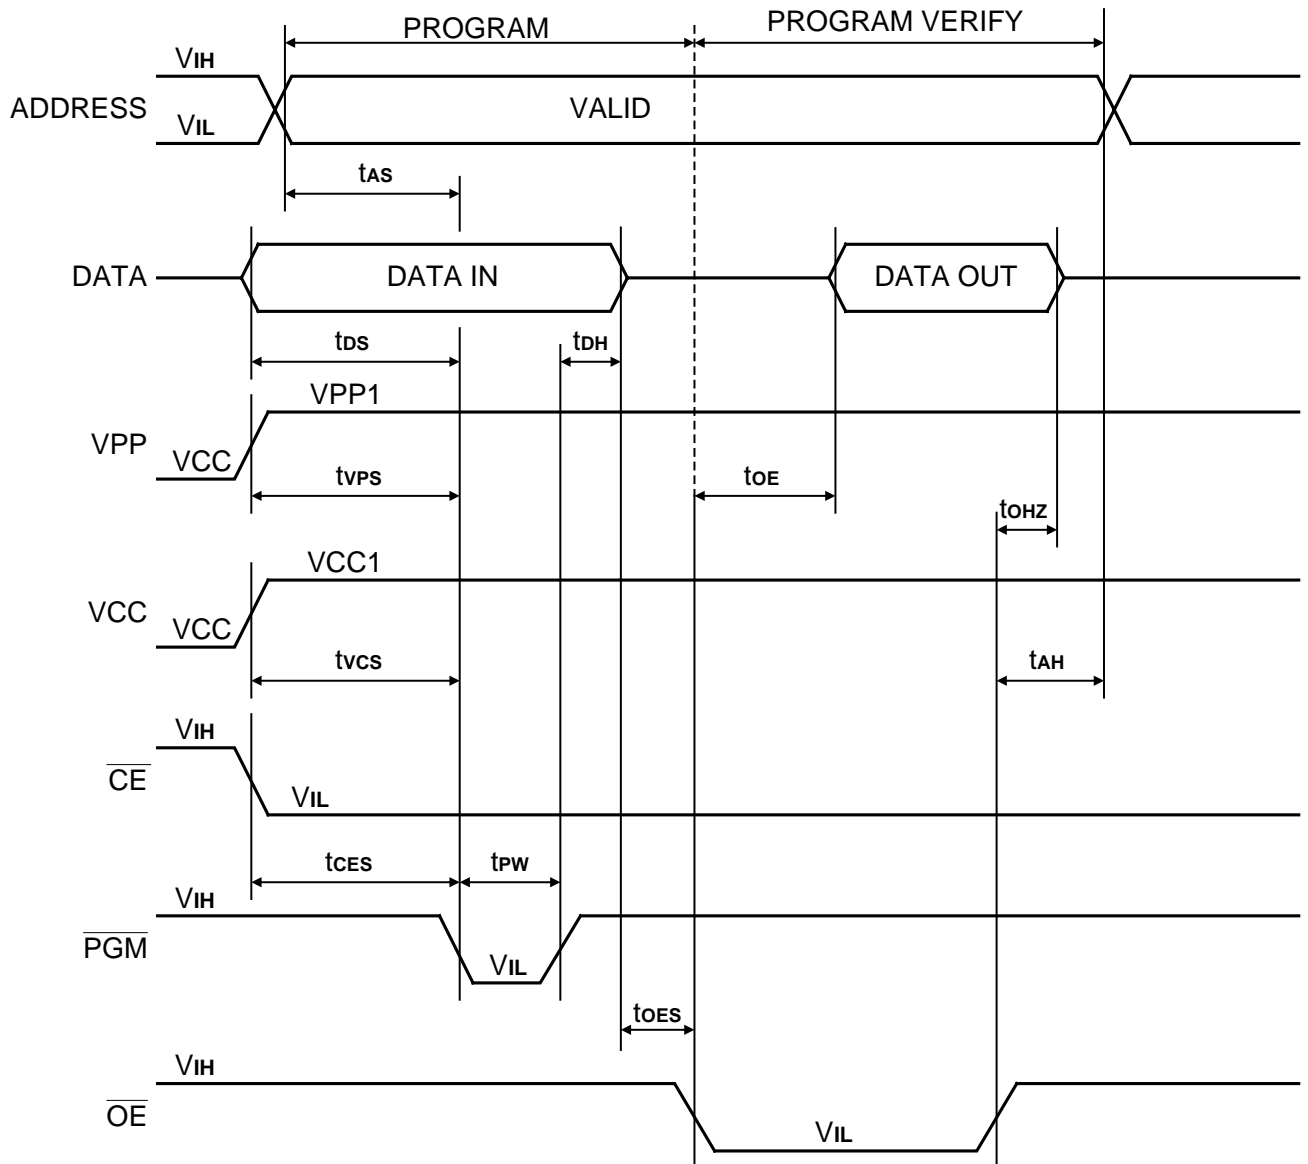 PROGRAM PROGRAM VERIFY
VIH
ADDRESS VALID
VIL
tAS
DATA DATA IN DATA OUT
tDS tDH
VPP1
VPP VCC
tVPS tOE
tOHZ
VCC1
VCC VCC
tVCS tAH
VIH
CE
VIL
tCES tPW
VIH
PGM VIL
tOES
VIH
OE VIL